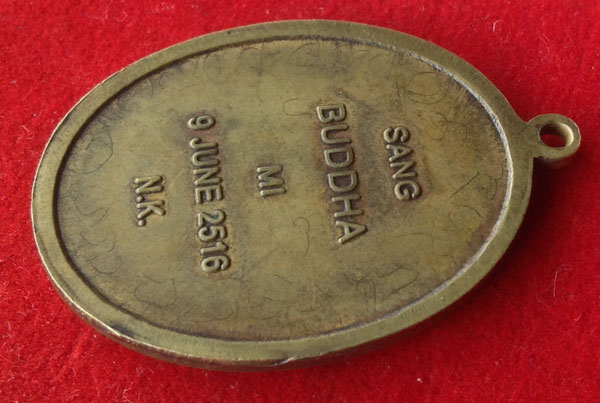 SANG
BUDDHA
MI
9 JUNE 2516
N.K.